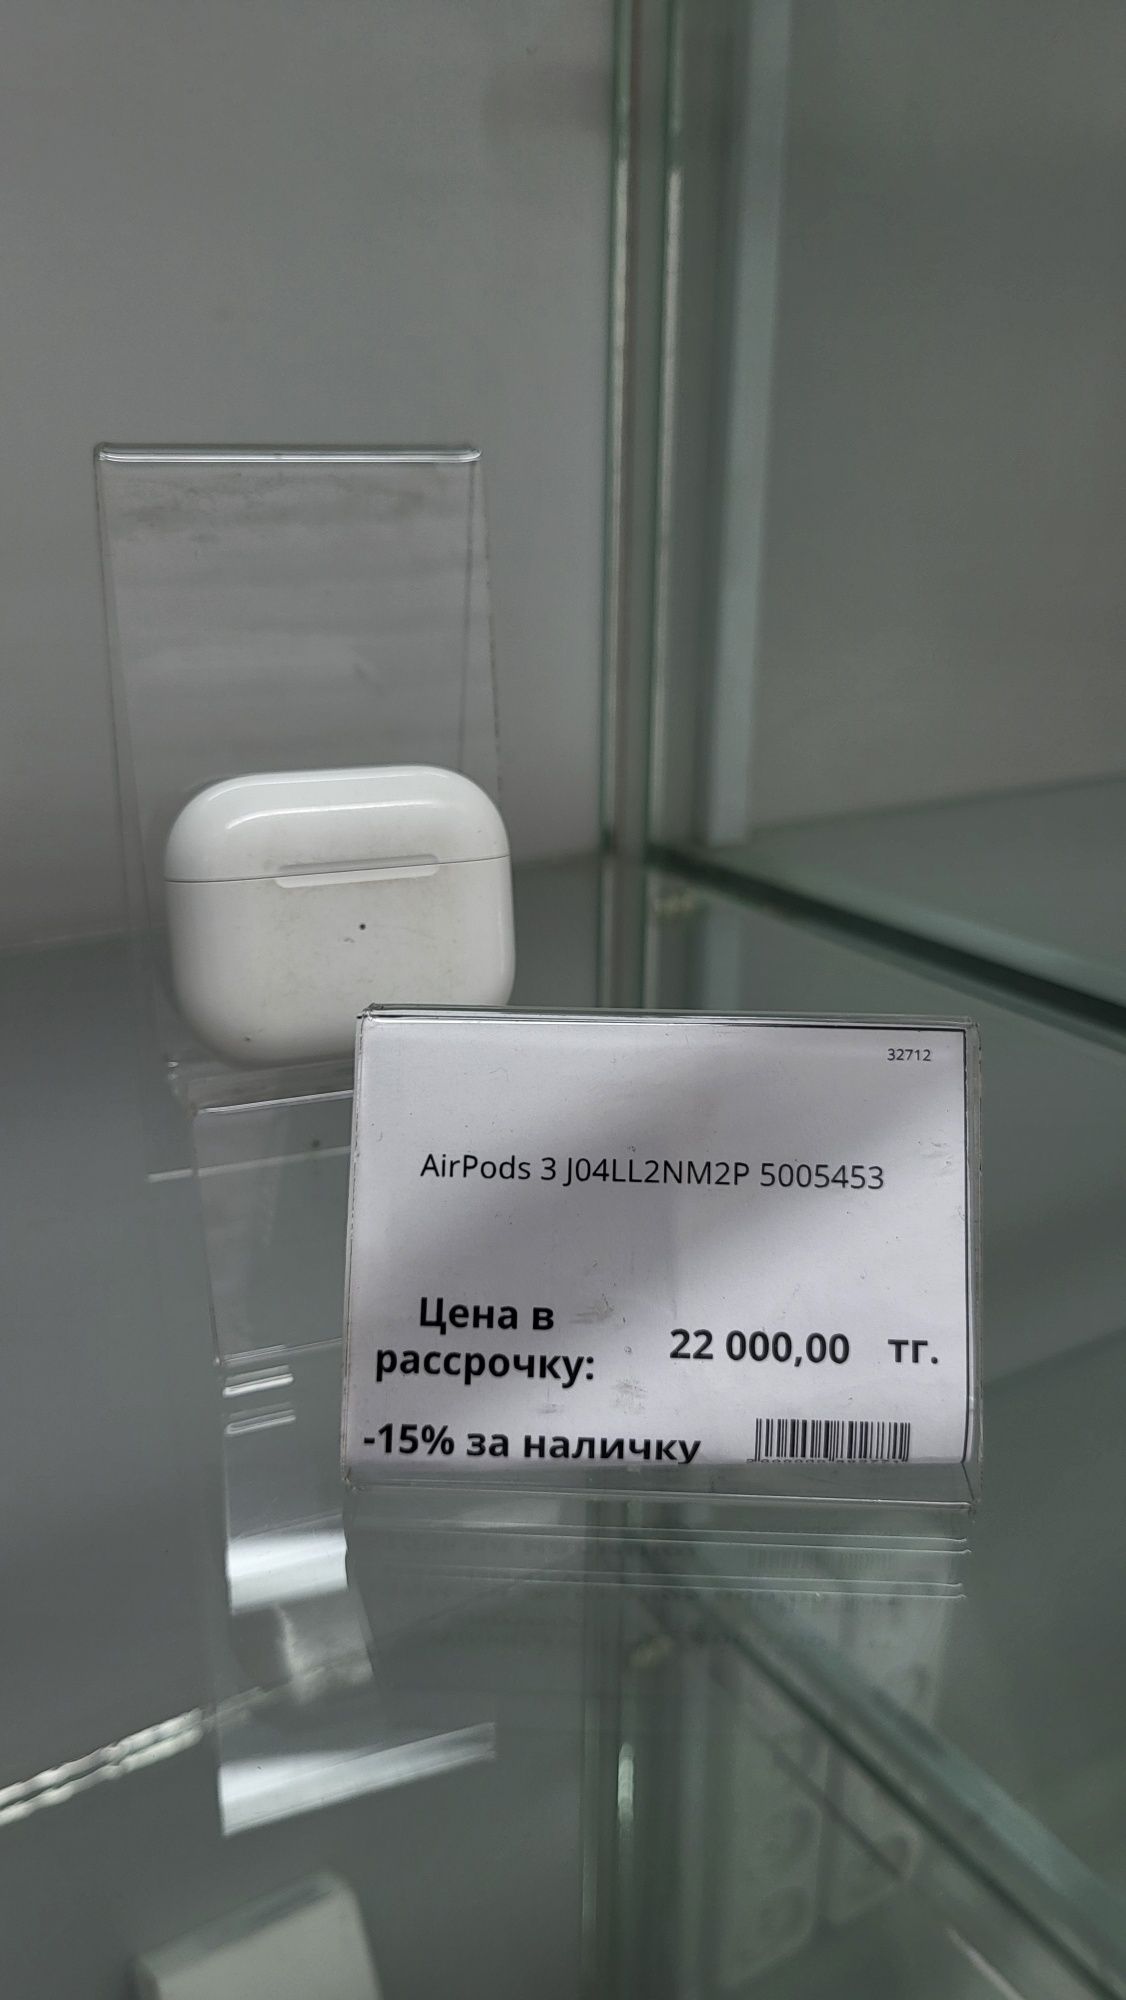 32712
AirPods 3 J04LL2NM2P 5005453
Цена в
рассрочку:
22 000,00 тг.
-15% за наличку